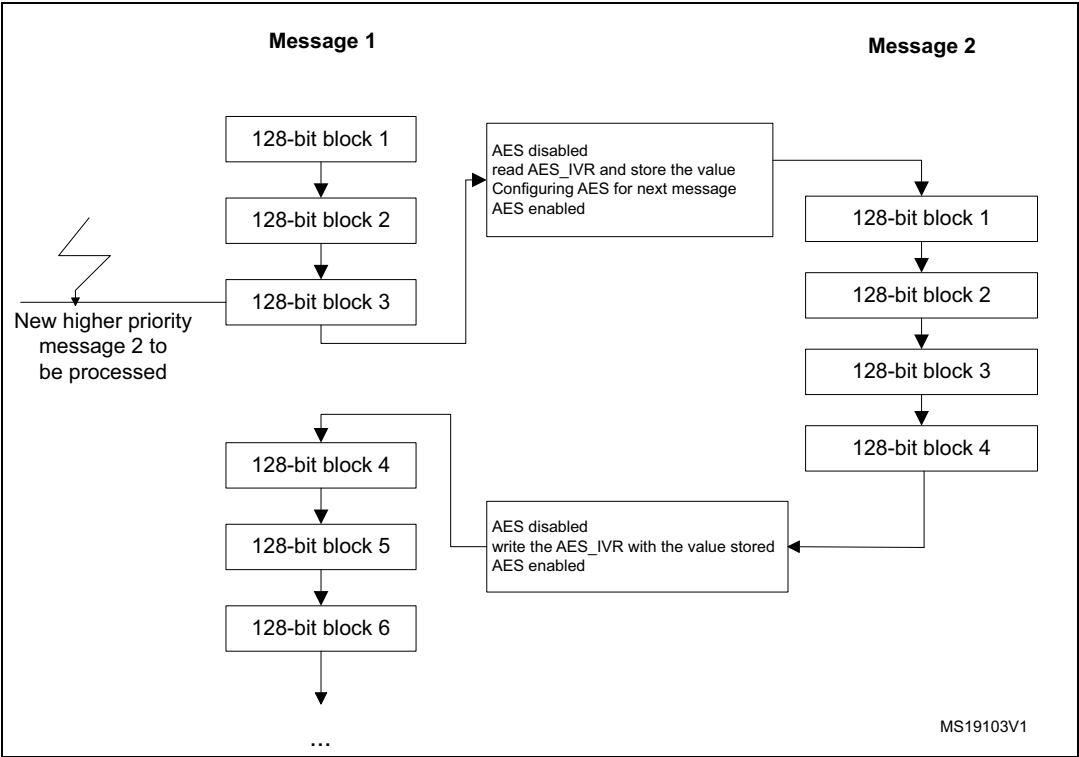 Message 1
Message 2
128-bit block 1
128-bit block 2
128-bit block 3
New higher priority
message 2 to
be processed
AES disabled
read AES_IVR and store the value
Configuring AES for next message
AES enabled
128-bit block 1
128-bit block 2
128-bit block 3
128-bit block 4
AES disabled
write the AES_IVR with the value stored
AES enabled
128-bit block 4
128-bit block 5
128-bit block 6
...
MS19103V1